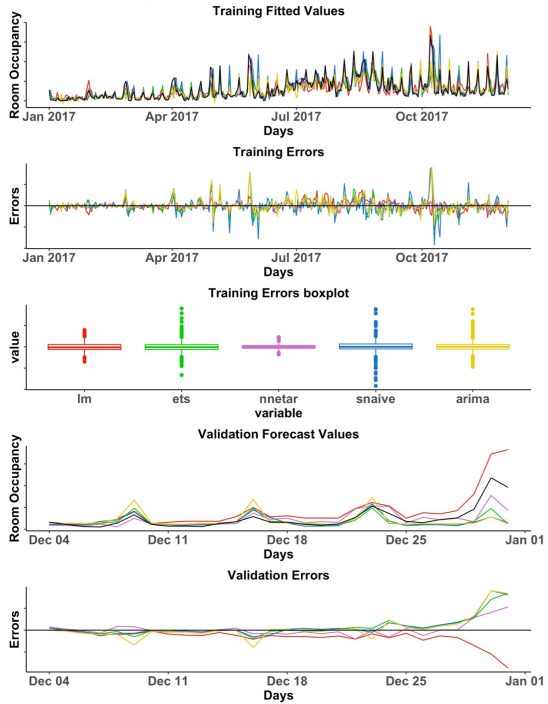 Training Fitted Values
Room Occupancy
Jan 2017 Apr 2017 Jul 2017 Oct 2017
Days
Training Errors
Errors
Jan 2017 Apr 2017 Jul 2017 Oct 2017
Days
Training Errors boxplot
value
lm ets nnetar snaive arima
variable
Validation Forecast Values
Room Occupancy
Dec 04 Dec 11 Dec 18 Dec 25 Jan 01
Days
Validation Errors
Errors
Dec 04 Dec 11 Dec 18 Dec 25 Jan 01
Days